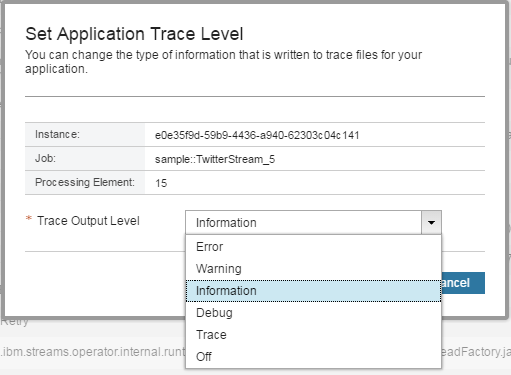 Set Application Trace Level
You can change the type of information that is written to trace files for your
application.
Instance: e0e35f9d-59b9-4436-a940-62303c04c141
Job: sample::TwitterStream_5
Processing Element: 15
* Trace Output Level Information
Error
Warning
Information
ancel
Debug
Retry
Trace
.ibm.streams.operator.internal.runt eadFactory.ja
Off